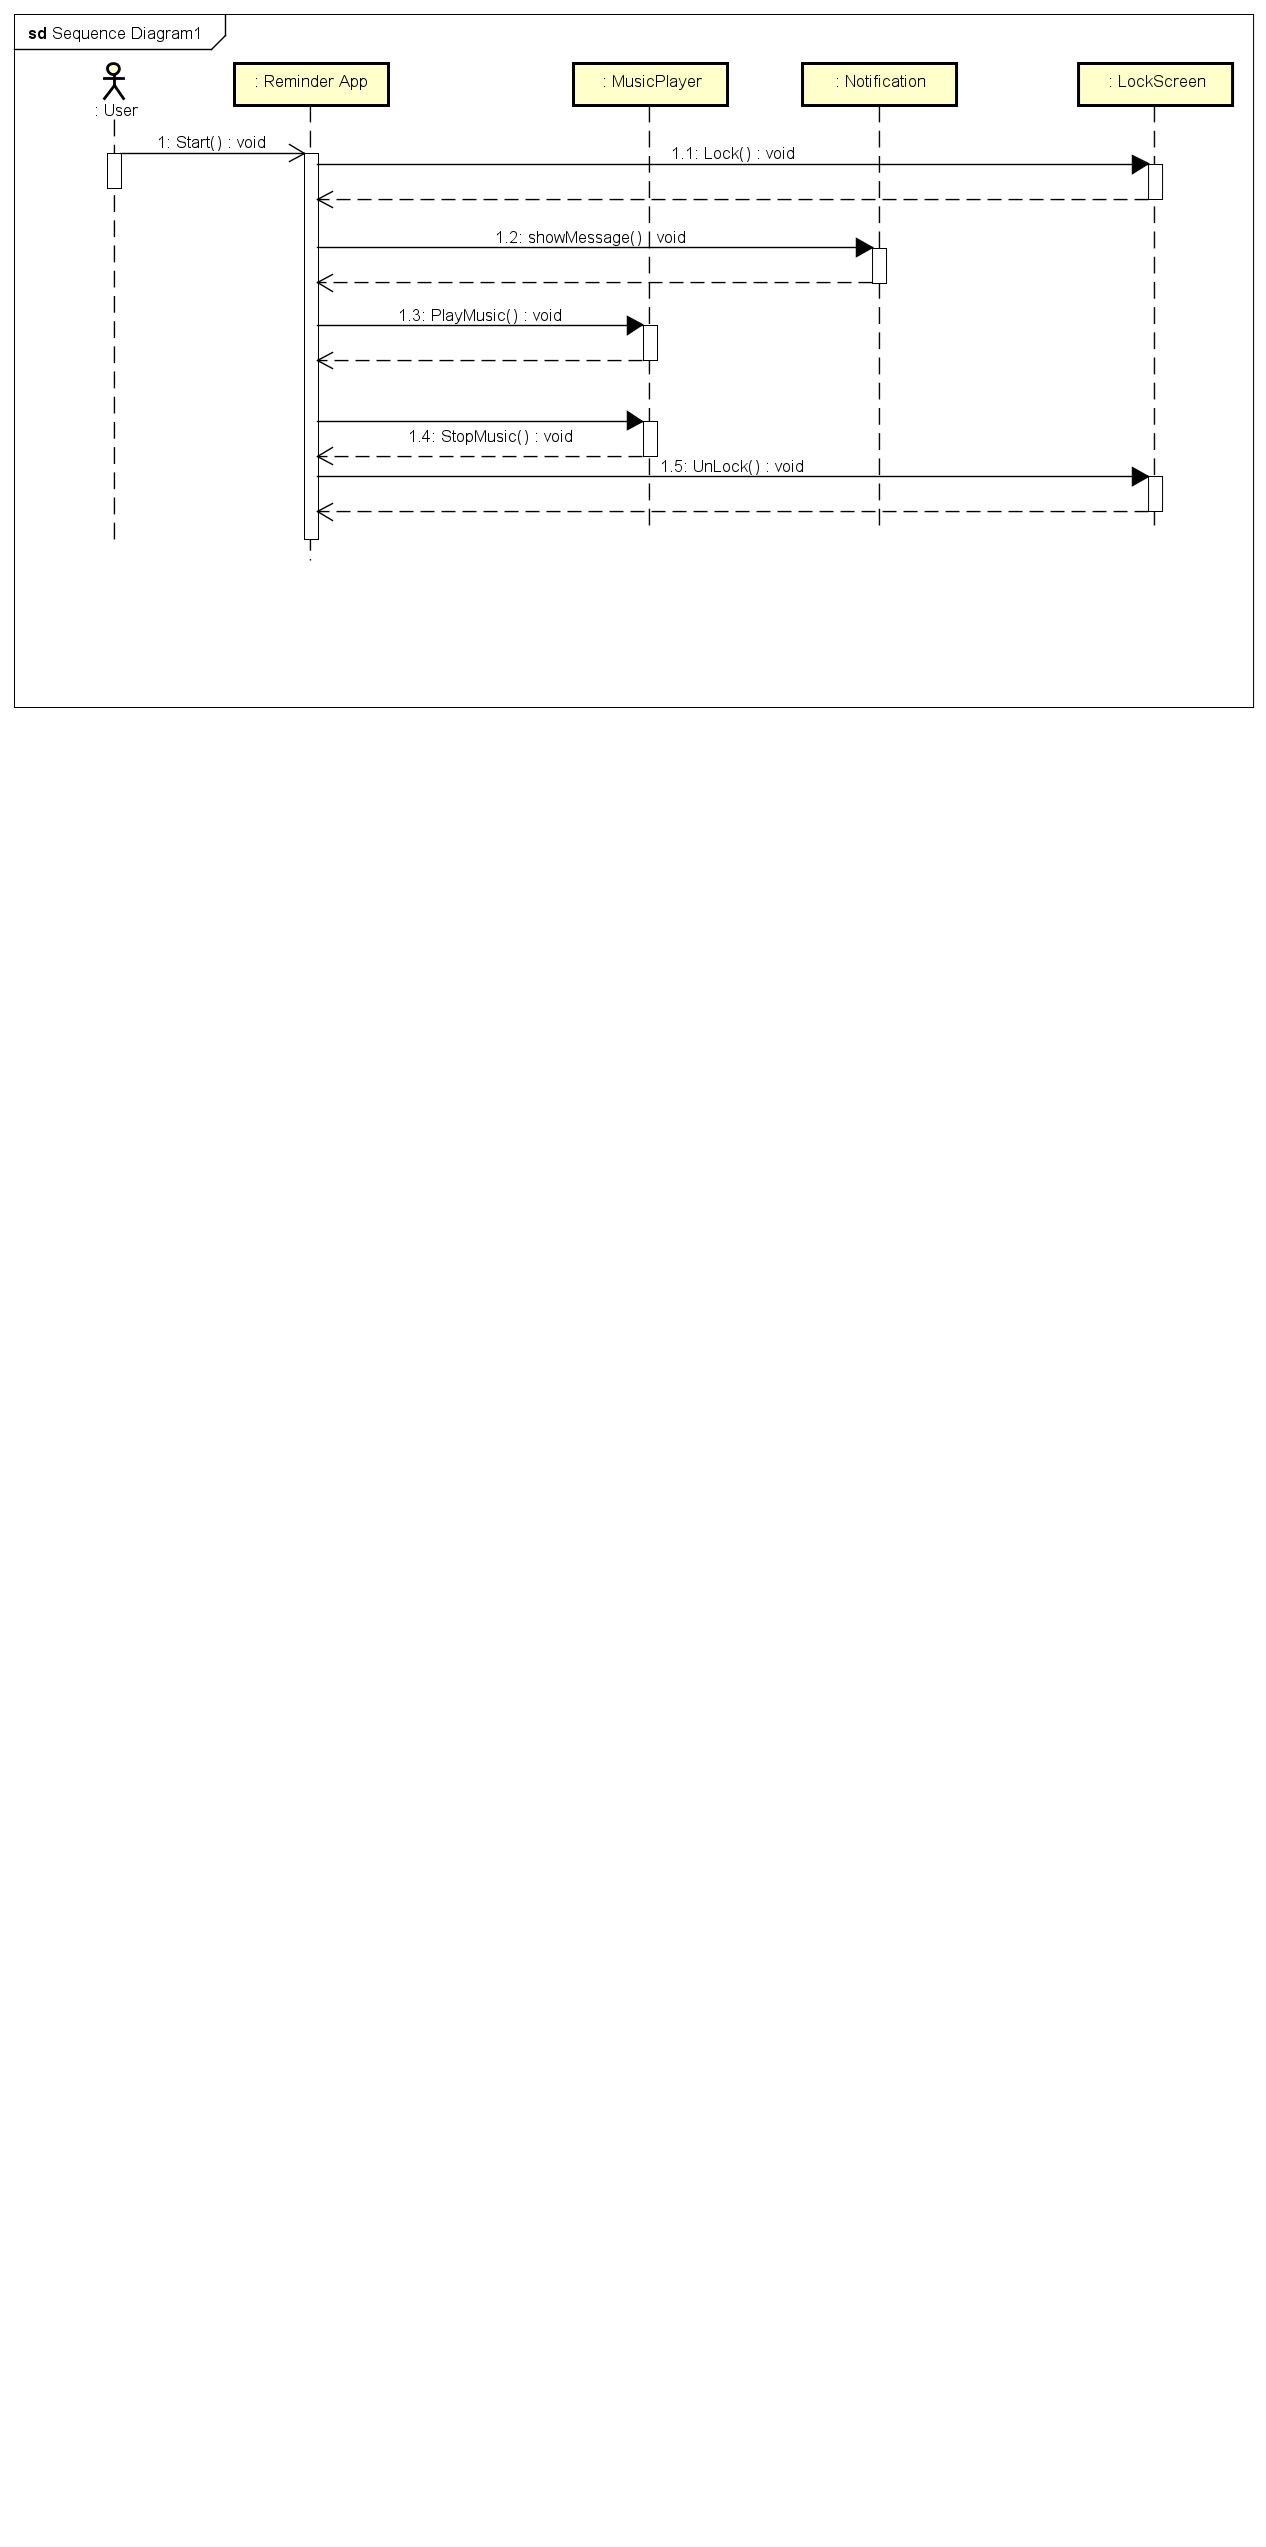 sd Sequence Diagram1
: User
: Reminder App
: MusicPlayer
: Notification
: LockScreen
1: Start() : void
1.1: Lock() : void
1.2: showMessage() : void
1.3: PlayMusic() : void
1.4: StopMusic() : void
1.5: UnLock() : void